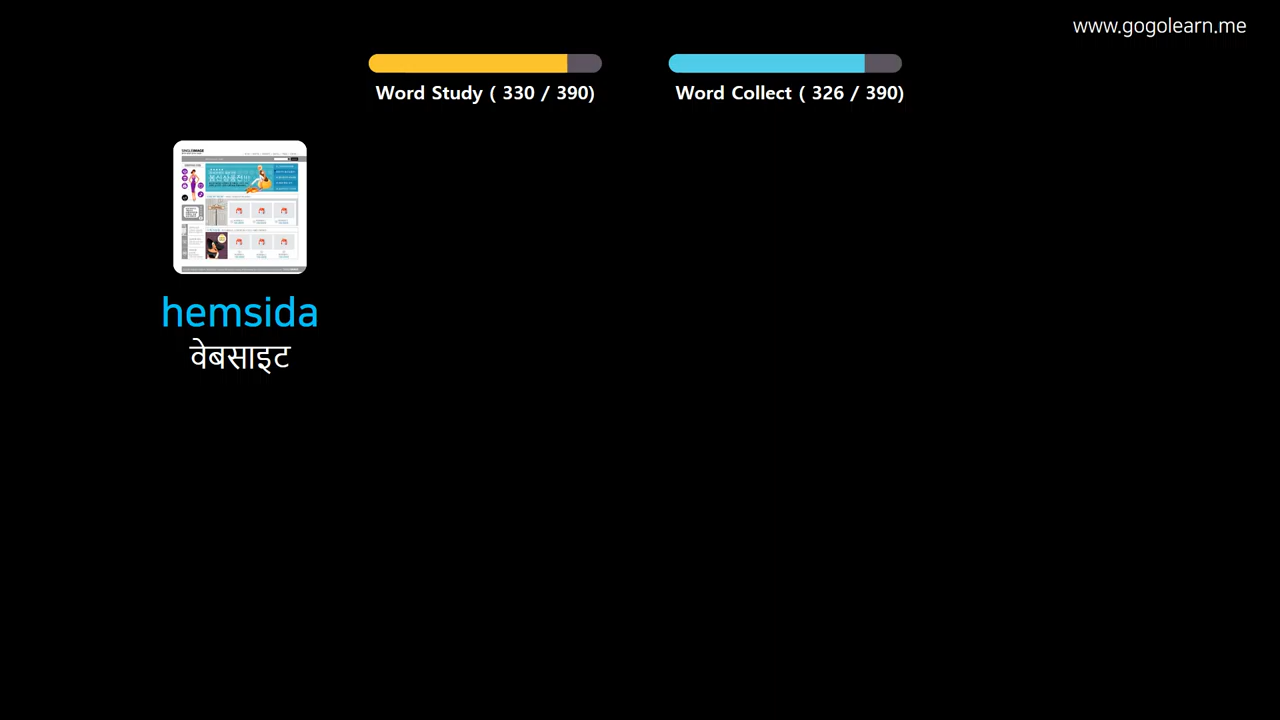 www.gogolearn.me
Word Study ( 330 / 390)
Word Collect ( 326 / 390)
hemsida
वेबसाइट